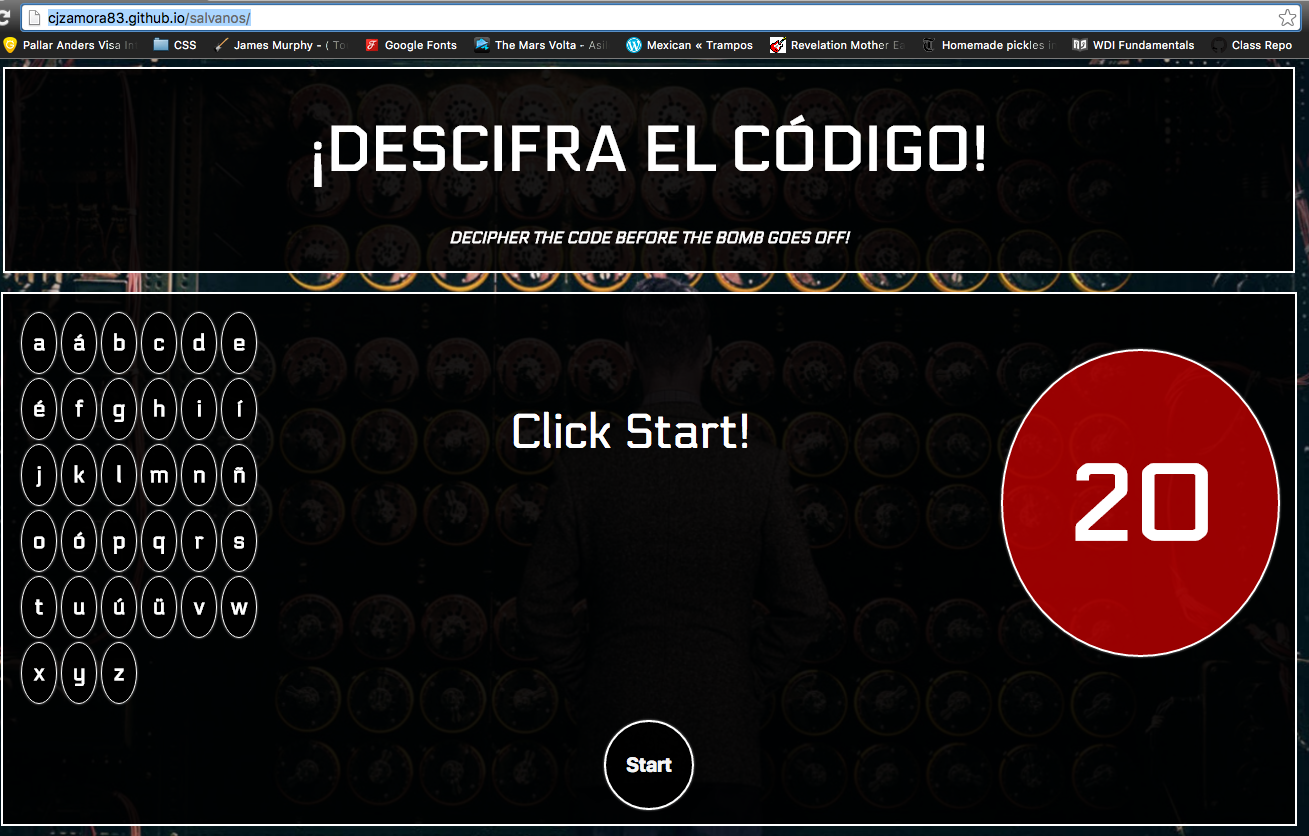 cjzamora83.github.io/salvanos/
Pallar Anders Visa In CSS James Murphy - ( To Google Fonts The Mars Volta - Asil Mexican « Trampos Revelation Mother Ea Homemade pickles in WDI Fundamentals Class Repo
¡DESCIFRA EL CÓDIGO!
DECIPHER THE CODE BEFORE THE BOMB GOES OFF!
a á b c d e
é f g h i í
j k l m n ñ
o ó p q r s
t u ú ü v w
x y z
Click Start!
20
Start